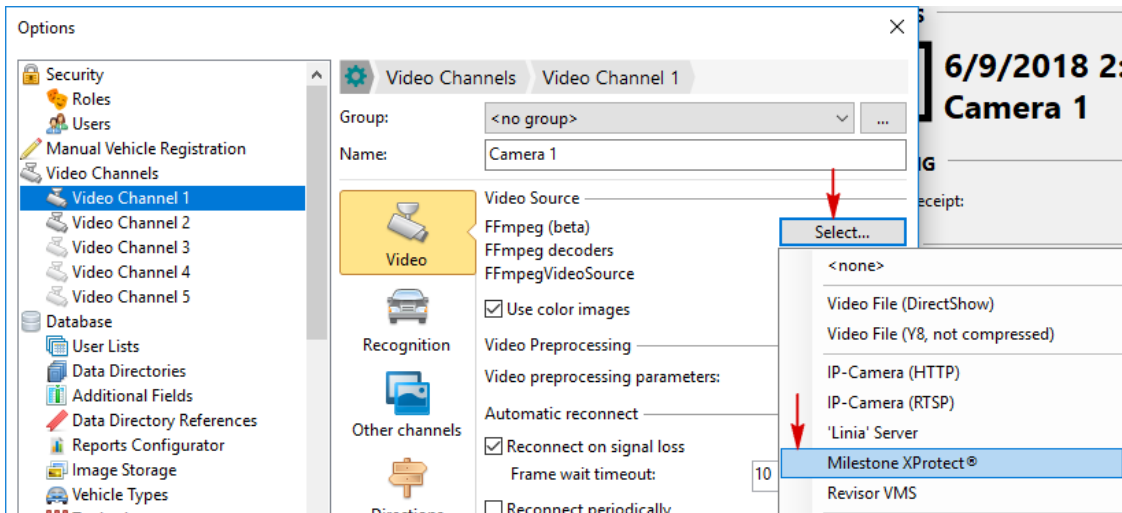 Options
Security
Roles
Users
Manual Vehicle Registration
Video Channels
Video Channel 1
Video Channel 2
Video Channel 3
Video Channel 4
Video Channel 5
Database
User Lists
Data Directories
Additional Fields
Data Directory References
Reports Configurator
Image Storage
Vehicle Types
Video Channels Video Channel 1
Group: <no group> ...
Name: Camera 1
Video
Recognition
Other channels
Directions
Video Source
FFmpeg (beta)
FFmpeg decoders
FFmpegVideoSource
Select...
Use color images
Video Preprocessing
Video preprocessing parameters:
Automatic reconnect
Reconnect on signal loss
Frame wait timeout: 10
Reconnect periodically
<none>
Video File (DirectShow)
Video File (Y8, not compressed)
IP-Camera (HTTP)
IP-Camera (RTSP)
'Linia' Server
Milestone XProtect®
Revisor VMS
6/9/2018 2:
Camera 1
G
eceipt: